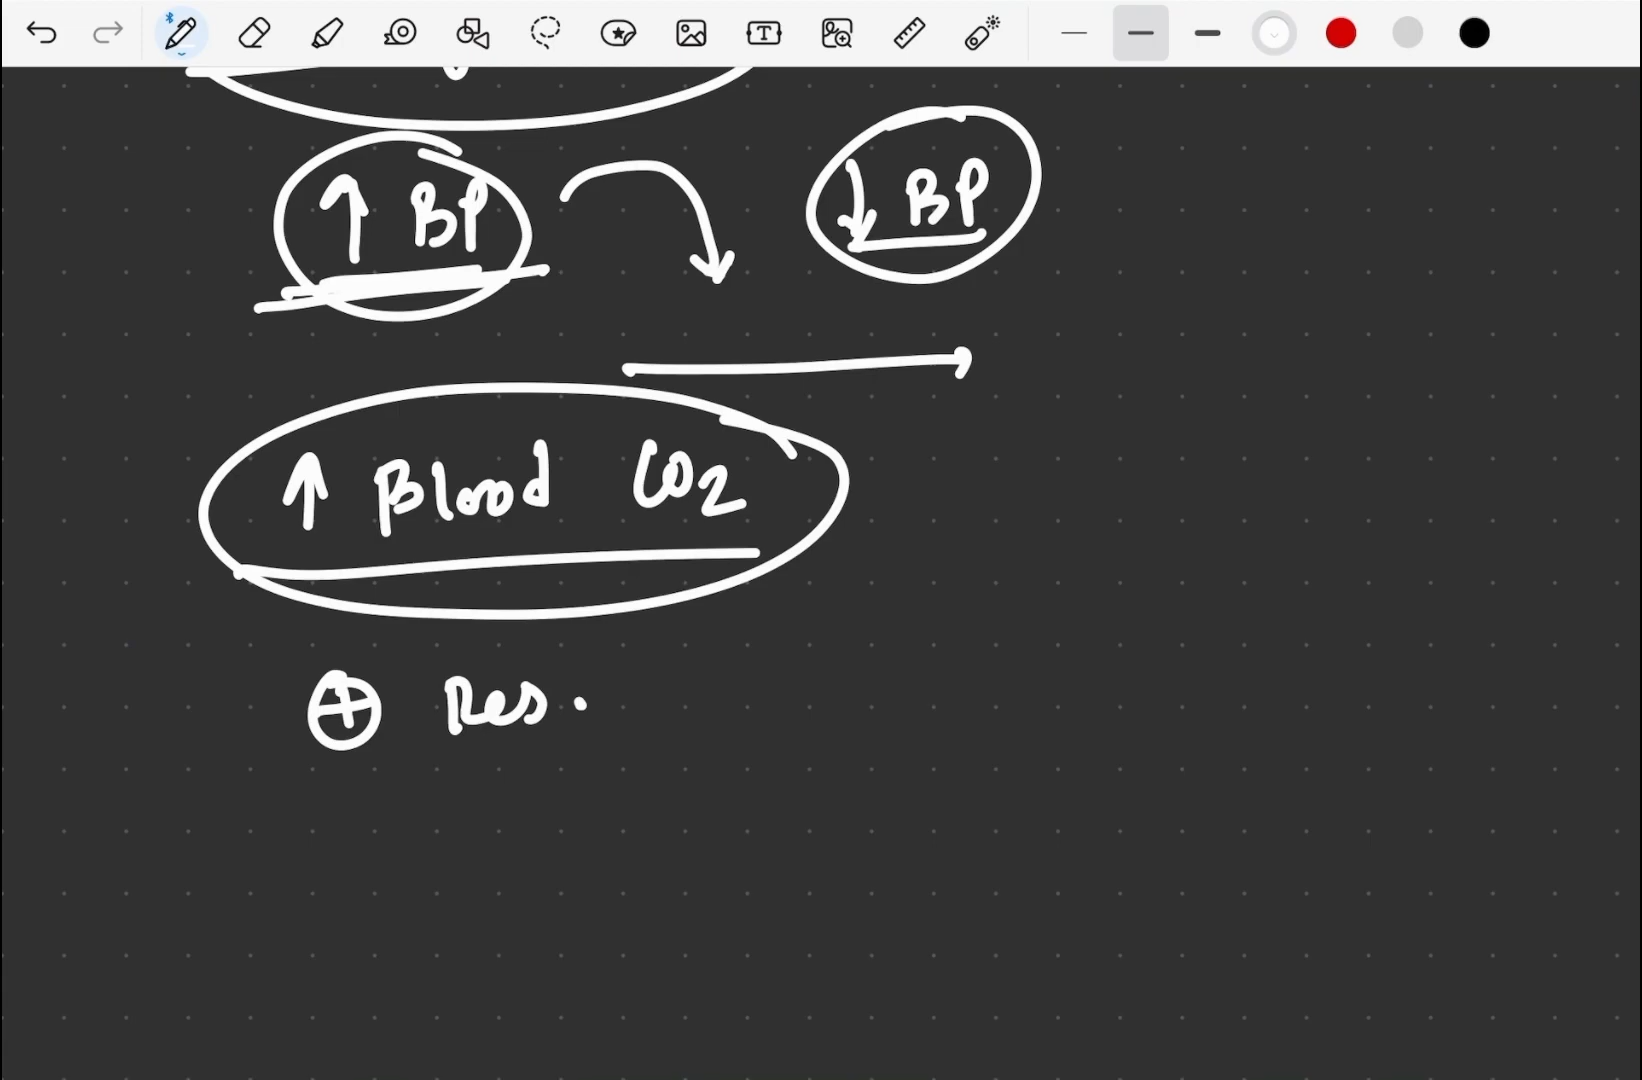 ↑ BP ↓ BP
↑ Blood CO2
⊕ Res.